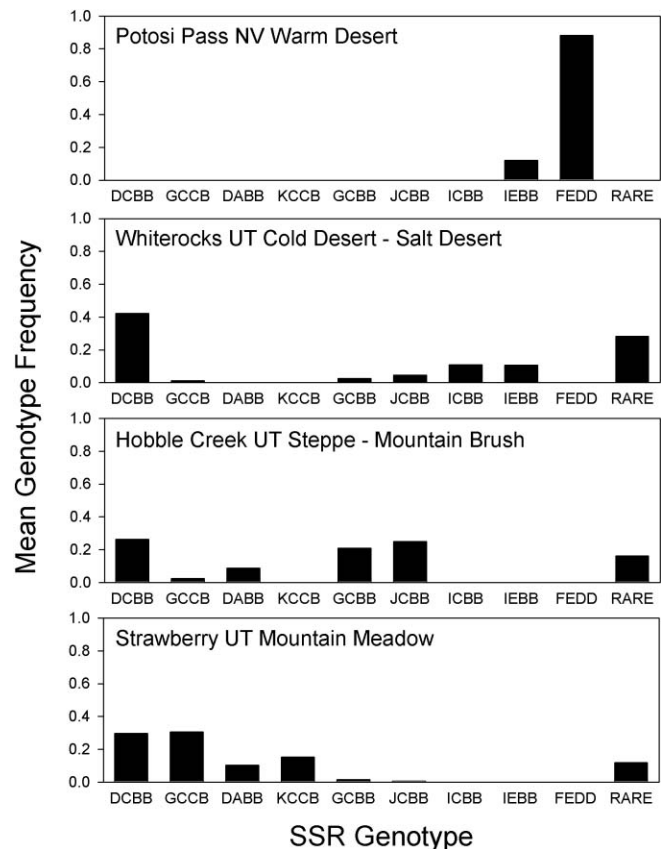 Mean Genotype Frequency
1.0
0.8
0.6
0.4
0.2
0.0
Potosi Pass NV Warm Desert
DCBB GCCB DABB KCCB GCBB JCBB ICBB IEBB FEDD RARE
1.0
0.8
0.6
0.4
0.2
0.0
Whiterocks UT Cold Desert - Salt Desert
DCBB GCCB DABB KCCB GCBB JCBB ICBB IEBB FEDD RARE
1.0
0.8
0.6
0.4
0.2
0.0
Hobble Creek UT Steppe - Mountain Brush
DCBB GCCB DABB KCCB GCBB JCBB ICBB IEBB FEDD RARE
1.0
0.8
0.6
0.4
0.2
0.0
Strawberry UT Mountain Meadow
DCBB GCCB DABB KCCB GCBB JCBB ICBB IEBB FEDD RARE
SSR Genotype